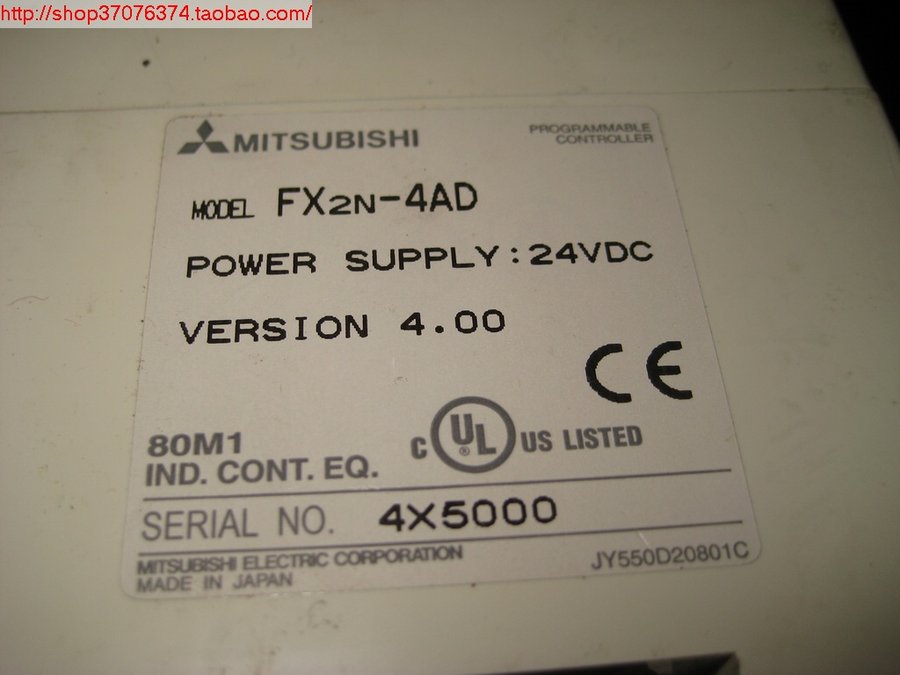 http://shop37076374.taobao.com/
MITSUBISHI
PROGRAMMABLE
CONTROLLER
MODEL FX2N-4AD
POWER SUPPLY:24VDC
VERSION 4.00
CE
80M1
IND. CONT. EQ.
C UL ® US LISTED
SERIAL NO. 4X5000
MITSUBISHI ELECTRIC CORPORATION
MADE IN JAPAN
JY550D20801C